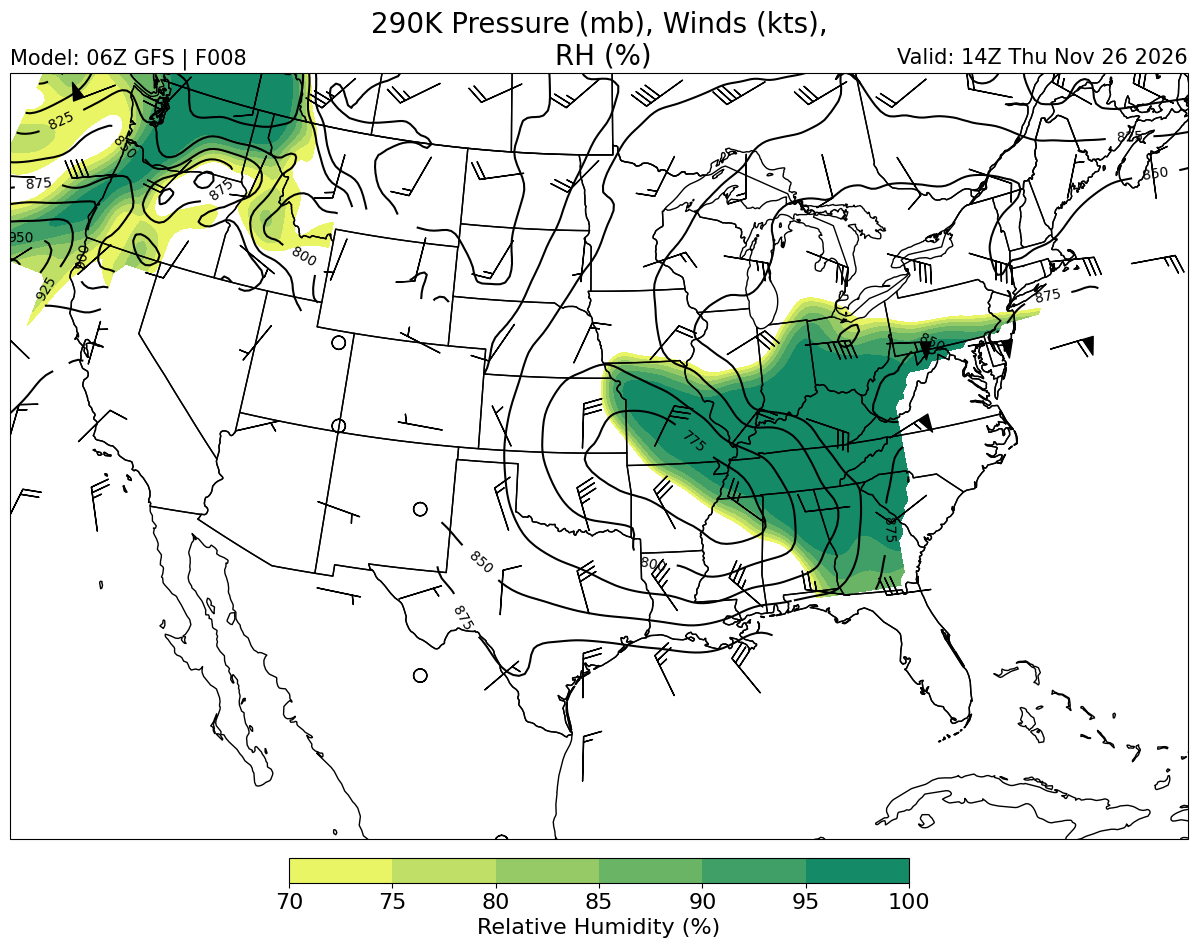 290K Pressure (mb), Winds (kts),
RH (%)
Model: 06Z GFS | F008
Valid: 14Z Thu Nov 26 2026
825
850
875
875
950
800
925
800
875
850
875
850
775
875
800
850
875
70 75 80 85 90 95 100
Relative Humidity (%)